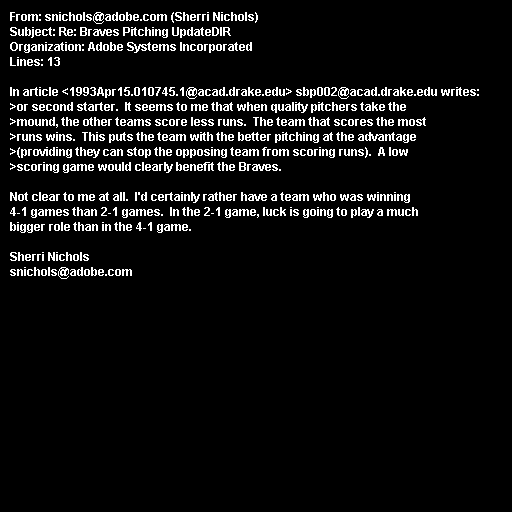 From: snichols@adobe.com (Sherri Nichols)
Subject: Re: Braves Pitching UpdateDIR
Organization: Adobe Systems Incorporated
Lines: 13

In article <1993Apr15.010745.1@acad.drake.edu> sbp002@acad.drake.edu writes:
>or second starter.  It seems to me that when quality pitchers take the
>mound, the other teams score less runs.  The team that scores the most
>runs wins.  This puts the team with the better pitching at the advantage
>(providing they can stop the opposing team from scoring runs).  A low
>scoring game would clearly benefit the Braves.

Not clear to me at all.  I'd certainly rather have a team who was winning
4-1 games than 2-1 games.  In the 2-1 game, luck is going to play a much
bigger role than in the 4-1 game.

Sherri Nichols
snichols@adobe.com